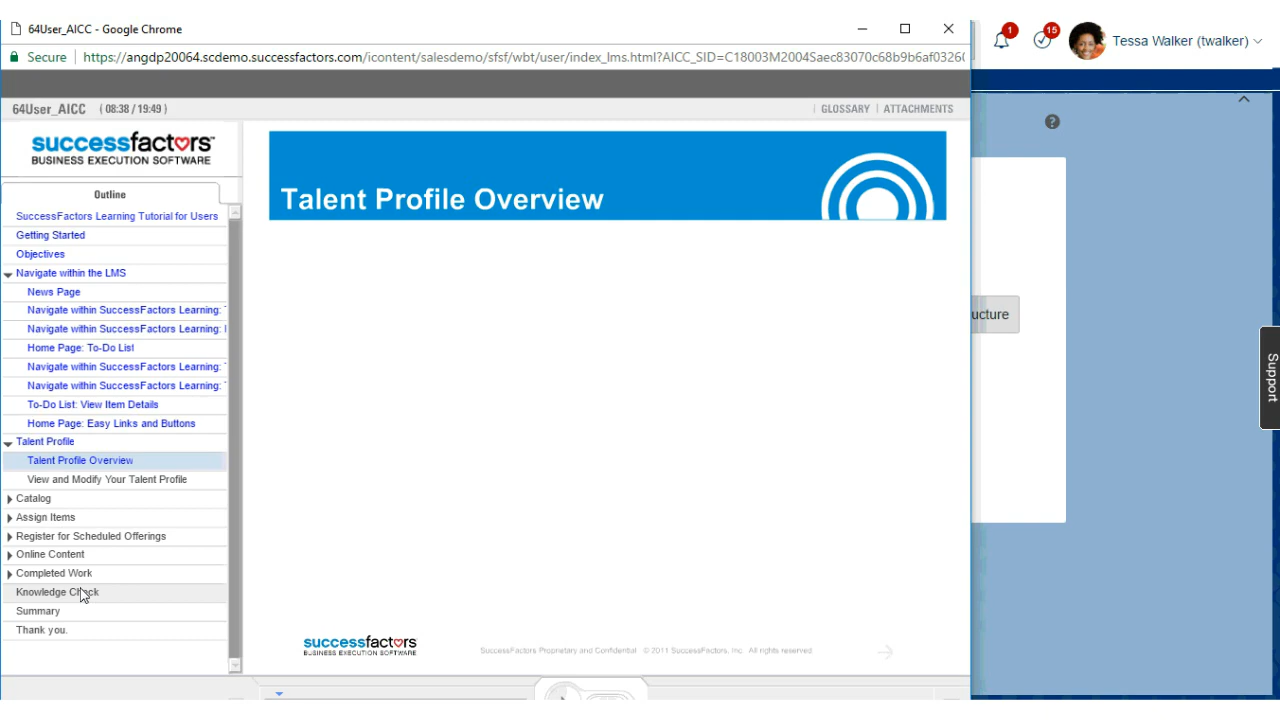 64User_AICC - Google Chrome
Secure
https://angdp20064.scdemo.successfactors.com/icontent/salesdemo/sfsf/wbt/user/index_lms.html?AICC_SID=C18003M2004Saec83070c68b9b6af0326(
1
15
Tessa Walker (twalker)
64User_AICC ( 08:38 / 19:49 )
GLOSSARY
ATTACHMENTS
successfactors™
BUSINESS EXECUTION SOFTWARE
Outline
SuccessFactors Learning Tutorial for Users
Getting Started
Objectives
Navigate within the LMS
News Page
Navigate within SuccessFactors Learning:
Navigate within SuccessFactors Learning:
Home Page: To-Do List
Navigate within SuccessFactors Learning:
Navigate within SuccessFactors Learning:
To-Do List: View Item Details
Home Page: Easy Links and Buttons
Talent Profile
Talent Profile Overview
View and Modify Your Talent Profile
Catalog
Assign Items
Register for Scheduled Offerings
Online Content
Completed Work
Knowledge Check
Summary
Thank you.
Talent Profile Overview
successfactors
BUSINESS EXECUTION SOFTWARE
SuccessFactors Proprietary and Confidential © 2011 SuccessFactors, Inc. All rights reserved
ucture
Support